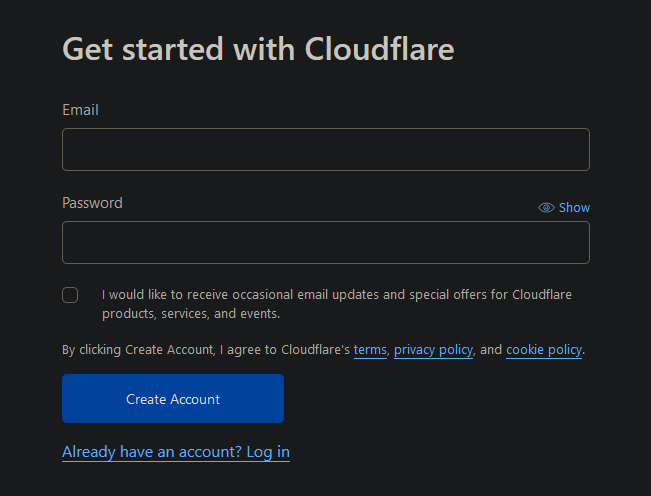 Get started with Cloudflare
Email
Password
Show
I would like to receive occasional email updates and special offers for Cloudflare
products, services, and events.
By clicking Create Account, I agree to Cloudflare's terms, privacy policy, and cookie policy.
Create Account
Already have an account? Log in